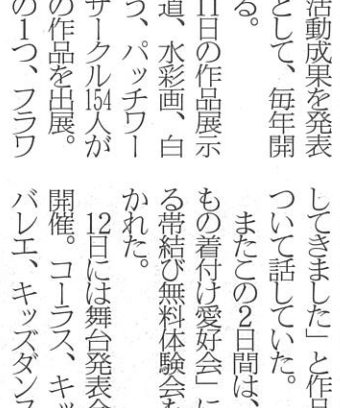 活動成果を発表
として、毎年開
る。
11日の作品展示
道、水彩画、白
つ、パッチワー
サークル154人が
の作品を出展。
の1つ、フラワ
してきました」と作品
ついて話していた。
またこの2日間は、
もの着付け愛好会」に
る帯結び無料体験会も
かれた。
12日には舞台発表会
開催。コーラス、キッ
バレエ、キッズダンス